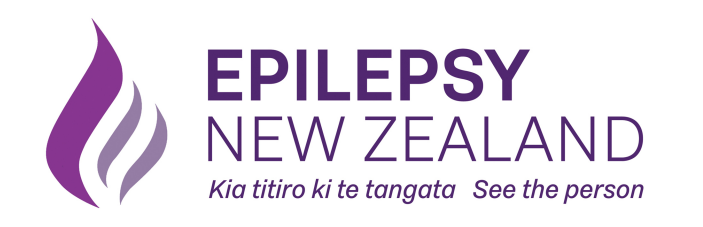 EPILEPSY
NEW ZEALAND
Kia titiro ki te tangata See the person